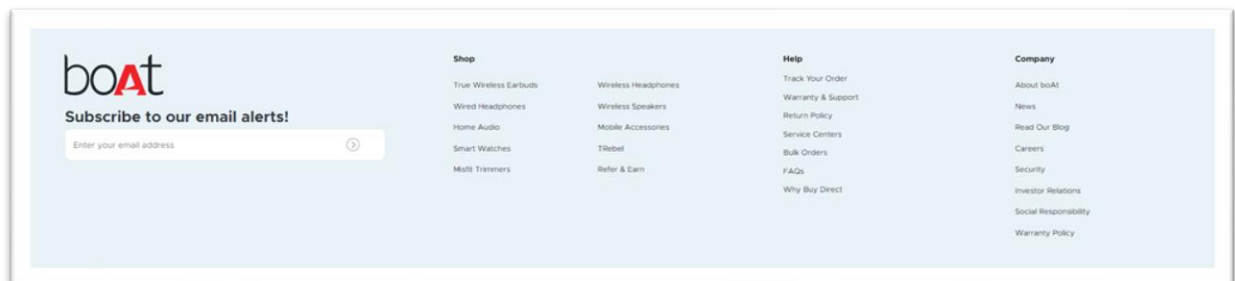 boAt
Subscribe to our email alerts!
Enter your email address
Shop
True Wireless Earbuds
Wired Headphones
Home Audio
Smart Watches
Misfit Trimmers
Wireless Headphones
Wireless Speakers
Mobile Accessories
TRebel
Refer & Earn
Help
Track Your Order
Warranty & Support
Return Policy
Service Centers
Bulk Orders
FAQs
Why Buy Direct
Company
About boAt
News
Read Our Blog
Careers
Security
Investor Relations
Social Responsibility
Warranty Policy